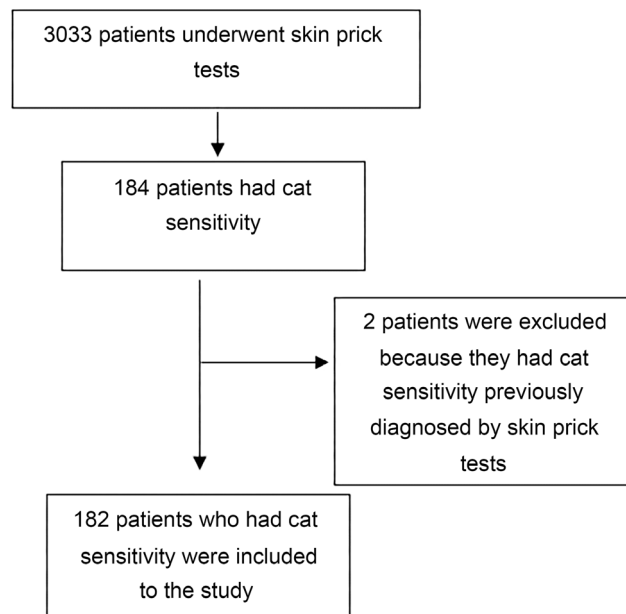 3033 patients underwent skin prick
tests
184 patients had cat
sensitivity
2 patients were excluded
because they had cat
sensitivity previously
diagnosed by skin prick
tests
182 patients who had cat
sensitivity were included
to the study